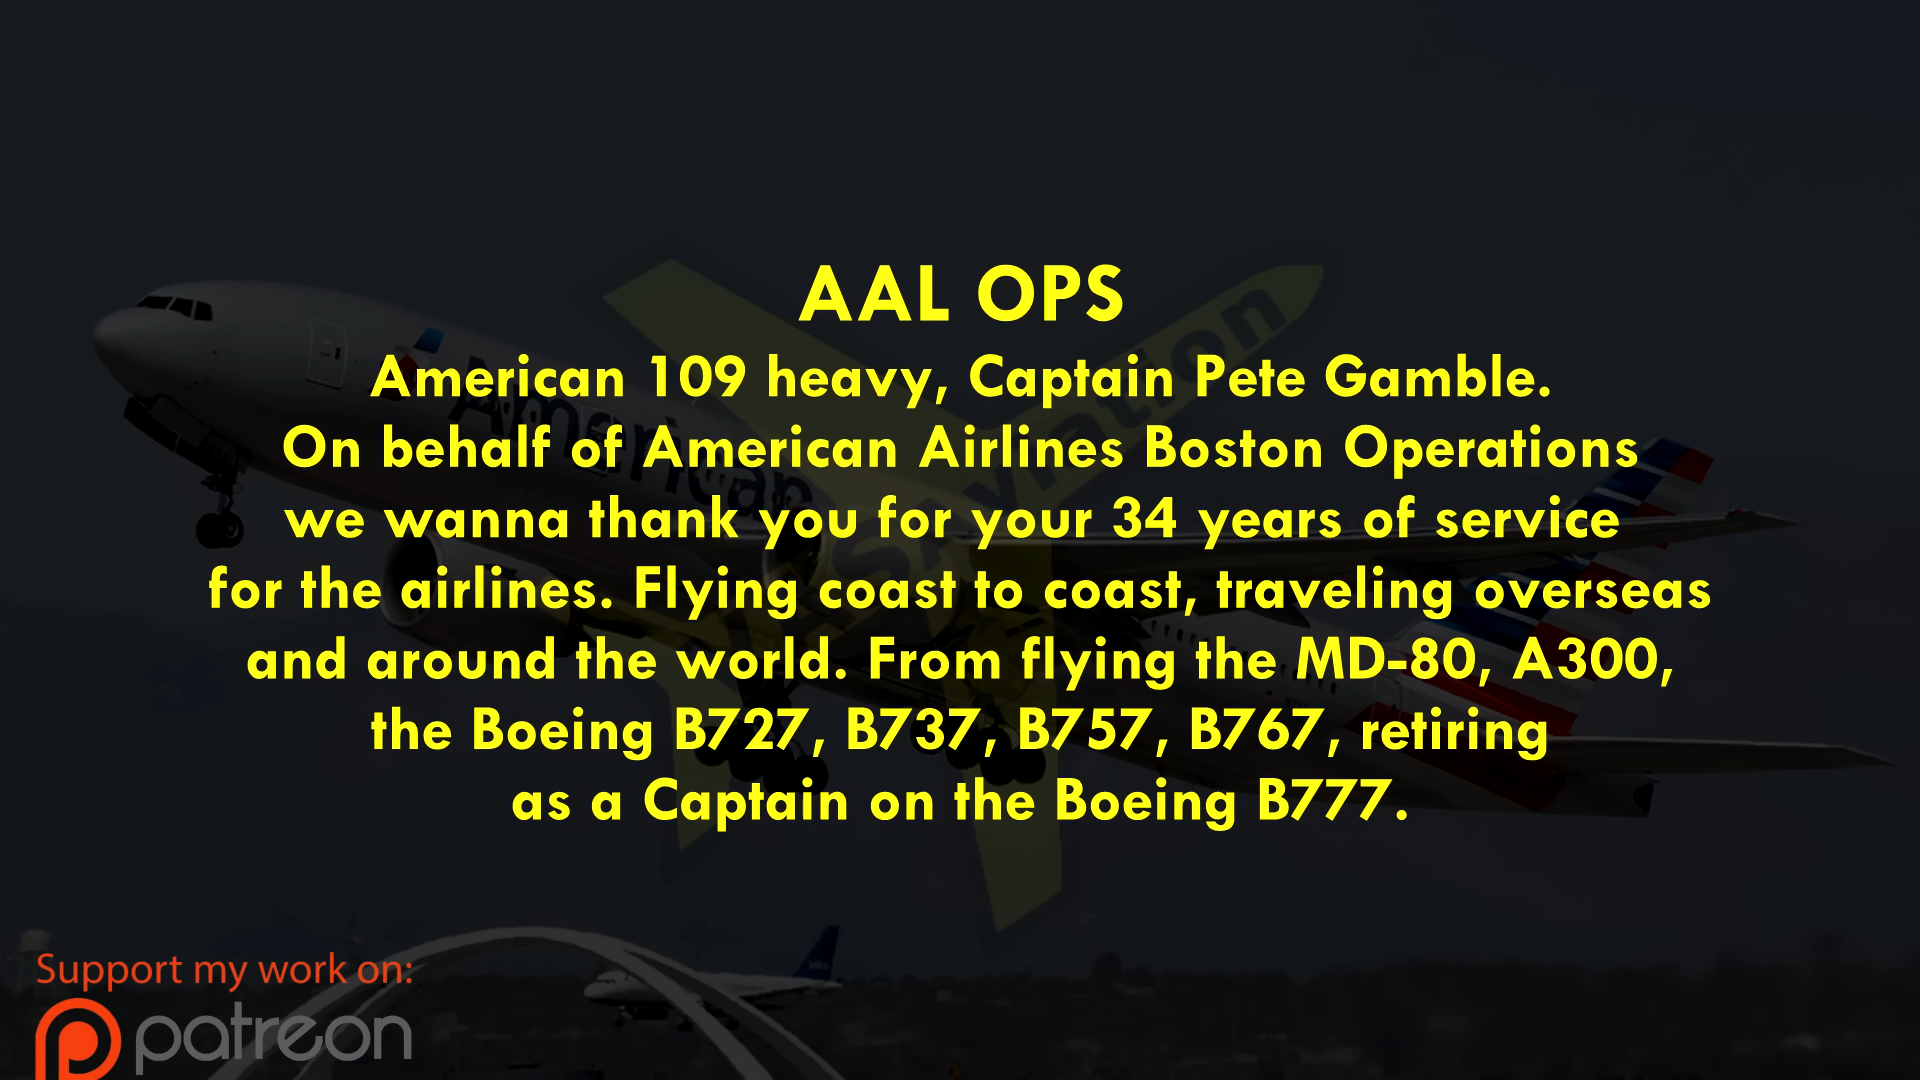 AAL OPS
American 109 heavy, Captain Pete Gamble.
On behalf of American Airlines Boston Operations
we wanna thank you for your 34 years of service
for the airlines. Flying coast to coast, traveling overseas
and around the world. From flying the MD-80, A300,
the Boeing B727, B737, B757, B767, retiring
as a Captain on the Boeing B777.
American
Skynation
Support my work on:
patreon